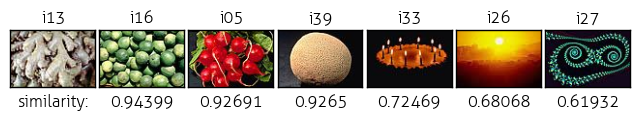 i13 i16 i05 i39 i33 i26 i27
similarity: 0.94399 0.92691 0.9265 0.72469 0.68068 0.61932